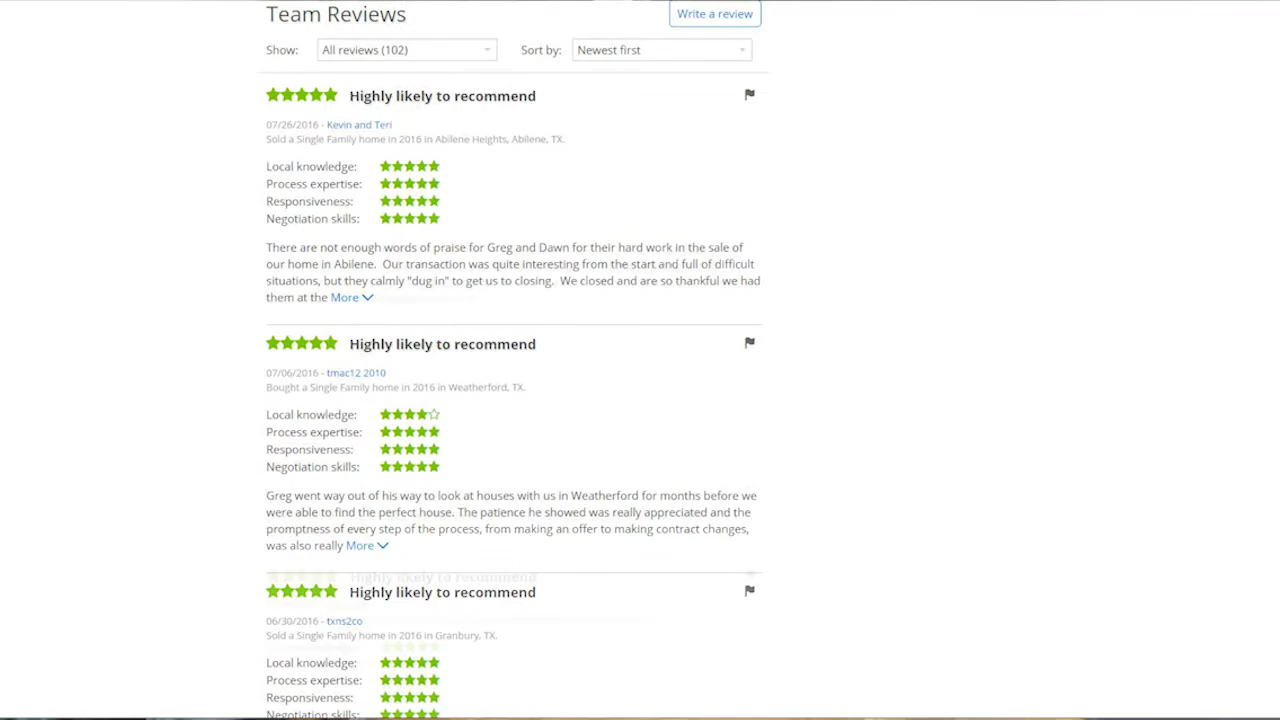 Team Reviews
Write a review
Show: All reviews (102) Sort by: Newest first
Highly likely to recommend
07/26/2016 - Kevin and Teri
Sold a Single Family home in 2016 in Abilene Heights, Abilene, TX.
Local knowledge:
Process expertise:
Responsiveness:
Negotiation skills:
There are not enough words of praise for Greg and Dawn for their hard work in the sale of
our home in Abilene. Our transaction was quite interesting from the start and full of difficult
situations, but they calmly "dug in" to get us to closing. We closed and are so thankful we had
them at the More
Highly likely to recommend
07/06/2016 - tmac12 2010
Bought a Single Family home in 2016 in Weatherford, TX.
Local knowledge:
Process expertise:
Responsiveness:
Negotiation skills:
Greg went way out of his way to look at houses with us in Weatherford for months before we
were able to find the perfect house. The patience he showed was really appreciated and the
promptness of every step of the process, from making an offer to making contract changes,
was also really More
Highly likely to recommend
Highly likely to recommend
06/30/2016 - txns2co
Sold a Single Family home in 2016 in Granbury, TX.
Local knowledge:
Process expertise:
Responsiveness:
Negotiation skills: